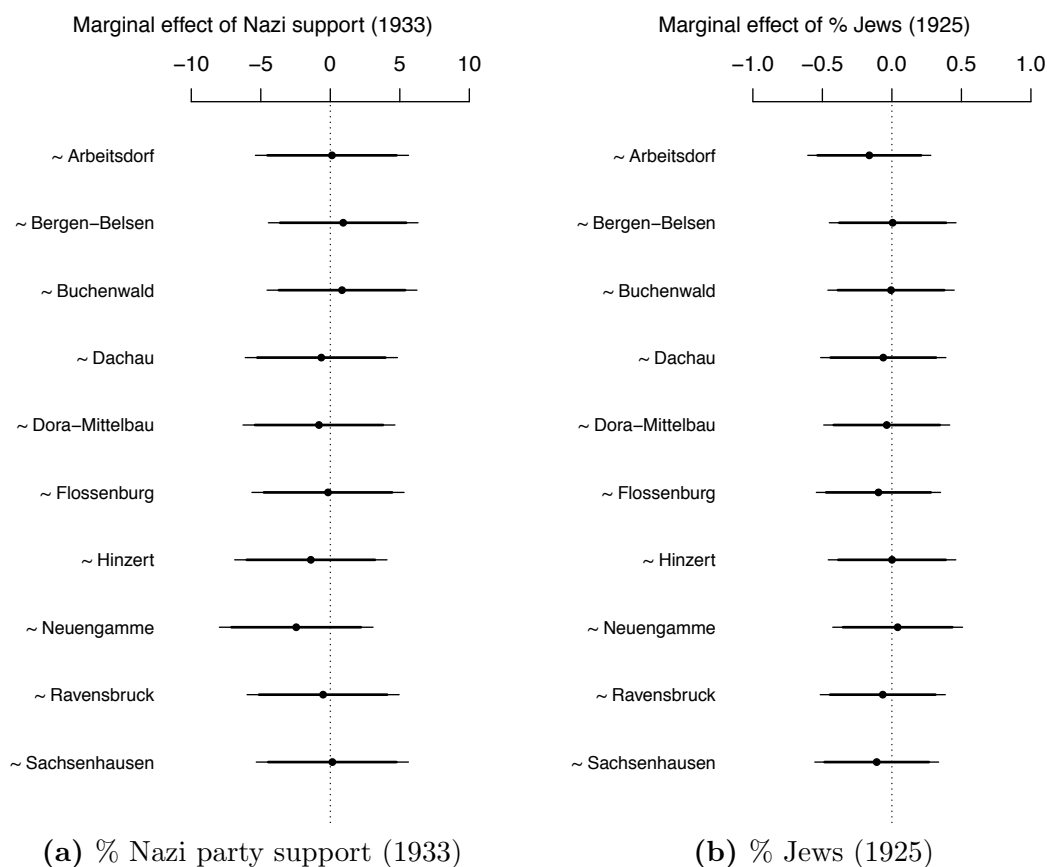 Marginal effect of Nazi support (1933)
−10 −5 0 5 10
~ Arbeitsdorf
~ Bergen−Belsen
~ Buchenwald
~ Dachau
~ Dora−Mittelbau
~ Flossenburg
~ Hinzert
~ Neuengamme
~ Ravensbruck
~ Sachsenhausen
(a) % Nazi party support (1933)
Marginal effect of % Jews (1925)
−1.0 −0.5 0.0 0.5 1.0
~ Arbeitsdorf
~ Bergen−Belsen
~ Buchenwald
~ Dachau
~ Dora−Mittelbau
~ Flossenburg
~ Hinzert
~ Neuengamme
~ Ravensbruck
~ Sachsenhausen
(b) % Jews (1925)